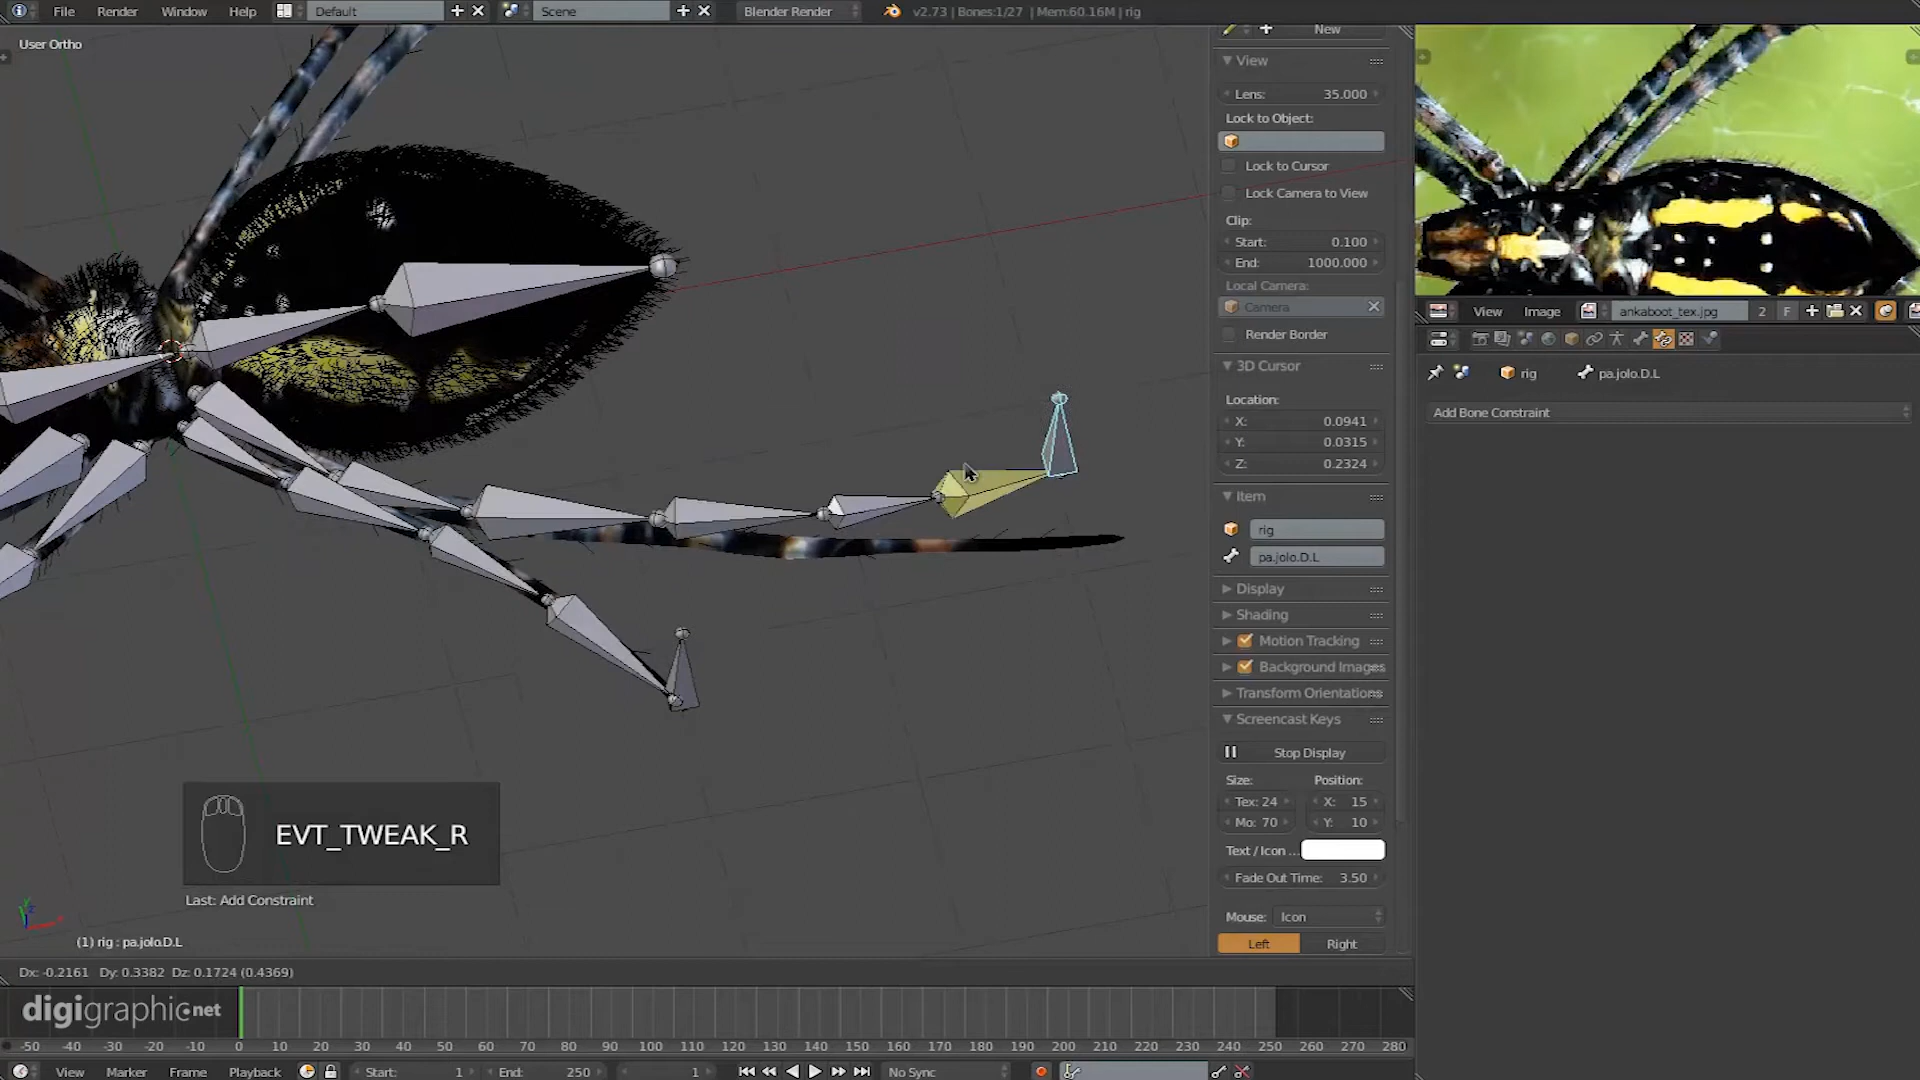 File Render Window Help Default Scene Blender Render v2.73 | Bones:1/27 | Mem:60.16M | rig
User Ortho
New
View
Lens: 35.000
Lock to Object:
Lock to Cursor
Lock Camera to View
Clip:
Start: 0.100
End: 1000.000
Local Camera:
Camera
Render Border
3D Cursor
Location:
X: 0.0941
Y: 0.0315
Z: 0.2324
Item
rig
pa.jolo.D.L
Display
Shading
Motion Tracking
Background Images
Transform Orientations
Screencast Keys
Stop Display
Size: Position:
Tex: 24 X: 15
Mo: 70 Y: 10
Text / Icon ...
Fade Out Time: 3.50
Mouse: Icon
Left Right
View Image ankaboot_tex.jpg 2 F
rig pa.jolo.D.L
Add Bone Constraint
EVT_TWEAK_R
Last: Add Constraint
(1) rig : pa.jolo.D.L
Dx: -0.2161 Dy: 0.3382 Dz: 0.1724 (0.4369)
digigraphic.net
-50 -40 -30 -20 -10 0 10 20 30 40 50 60 70 80 90 100 110 120 130 140 150 160 170 180 190 200 210 220 230 240 250 260 270 280
View Marker Frame Playback Start: 1 End: 250 1 No Sync